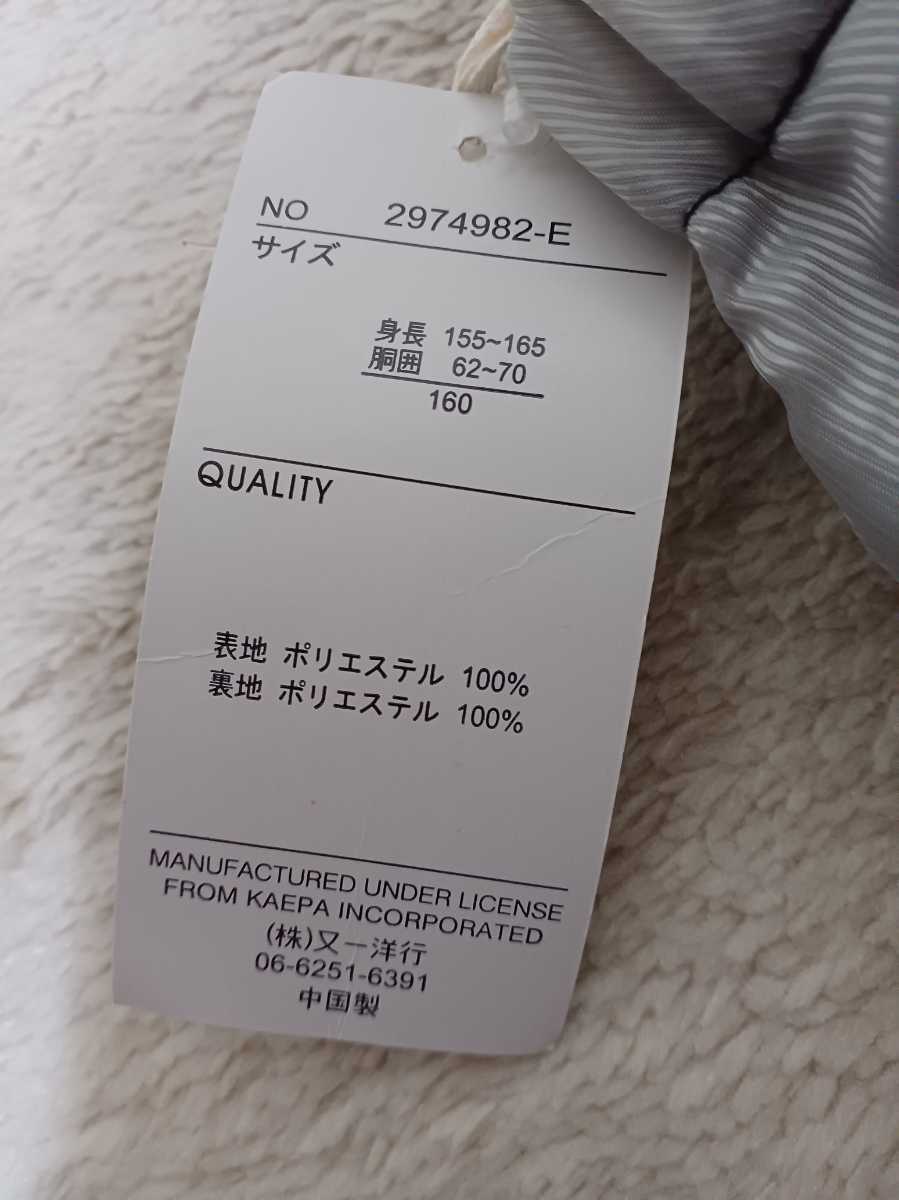 NO 2974982-E
サイズ
身長 155~165
胴囲 62~70
160
QUALITY
表地 ポリエステル 100%
裏地 ポリエステル 100%
MANUFACTURED UNDER LICENSE
FROM KAEPA INCORPORATED
(株)又一洋行
06-6251-6391
中国製